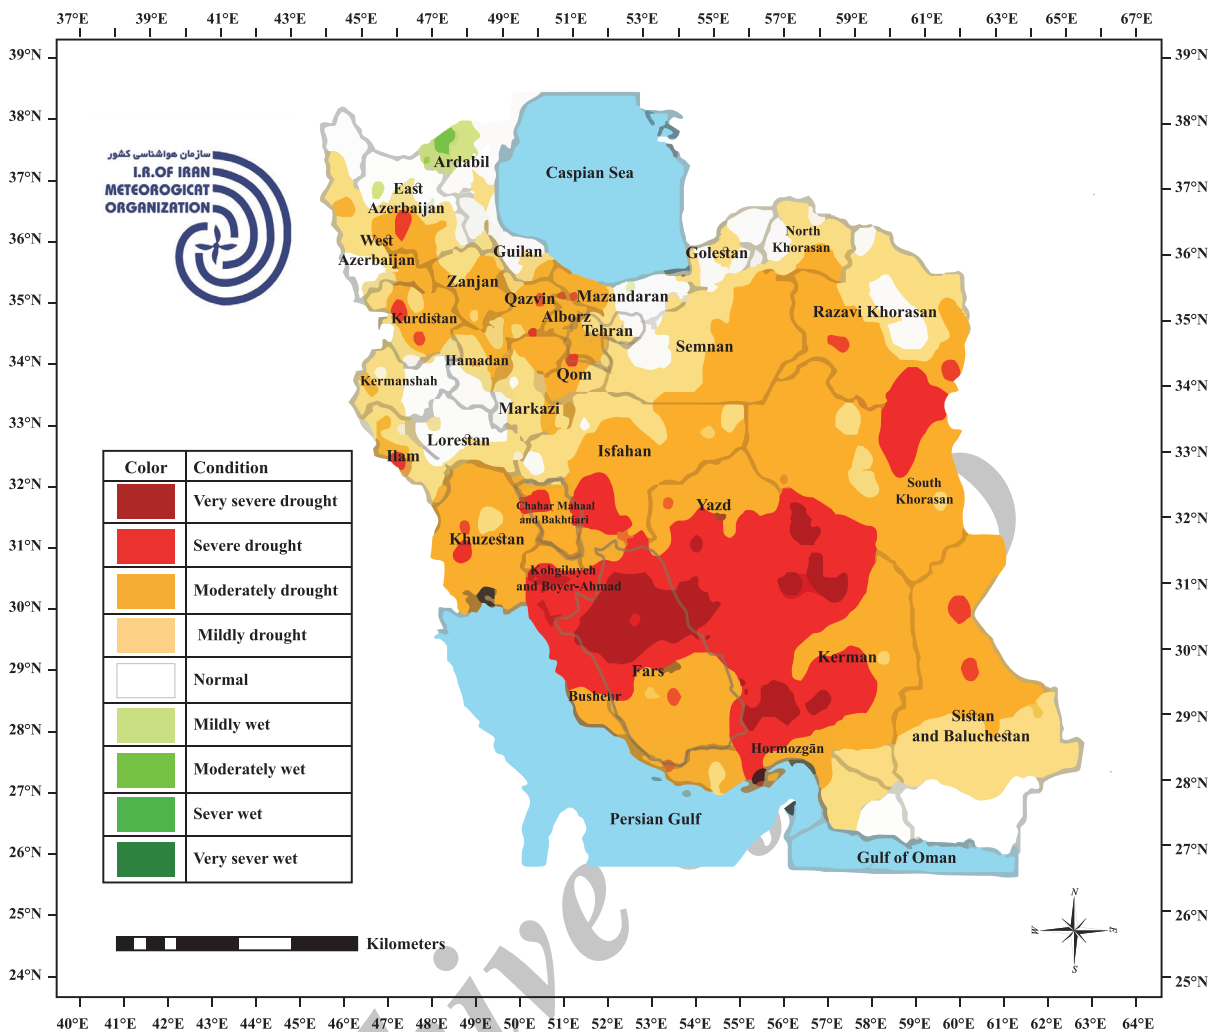 37°E 39°E 41°E 43°E 45°E 47°E 49°E 51°E 53°E 55°E 57°E 59°E 61°E 63°E 65°E 67°E
39°N 39°N
38°N 38°N
37°N 37°N
36°N 36°N
35°N 35°N
34°N 34°N
33°N 33°N
32°N 32°N
31°N 31°N
30°N 30°N
29°N 29°N
28°N 28°N
27°N 27°N
26°N 26°N
25°N 25°N
24°N
سازمان هواشناسی کشور
I.R.OF IRAN
METEOROGICAT
ORGANIZATION
Caspian Sea
Ardabil
East
Azerbaijan
West
Azerbaijan
Guilan
Golestan
North
Khorasan
Zanjan
Qazvin
Mazandaran
Alborz
Tehran
Kurdistan
Razavi Khorasan
Semnan
Hamadan
Qom
Kermanshah
Markazi
Lorestan
Isfahan
Ilam
South
Khorasan
Chahar Mahaal
and Bakhtiari
Yazd
Khuzestan
Kohgiluyeh
and Boyer-Ahmad
Fars
Kerman
Bushehr
Sistan
and Baluchestan
Hormozgān
Persian Gulf
Gulf of Oman
Color Condition
Very severe drought
Severe drought
Moderately drought
Mildly drought
Normal
Mildly wet
Moderately wet
Sever wet
Very sever wet
Kilometers
N
W E
S
ive
40°E 41°E 42°E 43°E 44°E 45°E 46°E 47°E 48°E 49°E 50°E 51°E 52°E 53°E 54°E 55°E 56°E 57°E 58°E 59°E 60°E 61°E 62°E 63°E 64°E